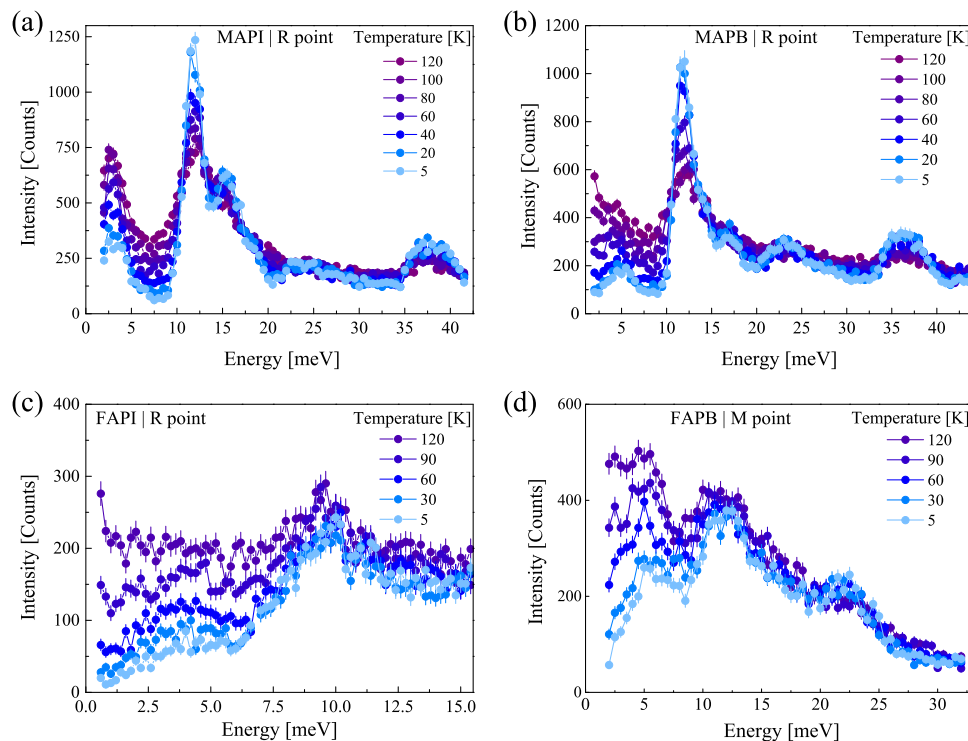 (a)
MAPI | R point
Temperature [K]
120
100
80
60
40
20
5
Intensity [Counts]
1250
1000
750
500
250
0
0 5 10 15 20 25 30 35 40
Energy [meV]
(b)
MAPB | R point
Temperature [K]
120
100
80
60
40
20
5
Intensity [Counts]
1200
1000
800
600
400
200
0
5 10 15 20 25 30 35 40
Energy [meV]
(c)
FAPI | R point
Temperature [K]
120
90
60
30
5
Intensity [Counts]
400
300
200
100
0
0.0 2.5 5.0 7.5 10.0 12.5 15.0
Energy [meV]
(d)
FAPB | M point
Temperature [K]
120
90
60
30
5
Intensity [Counts]
600
400
200
0
0 5 10 15 20 25 30
Energy [meV]